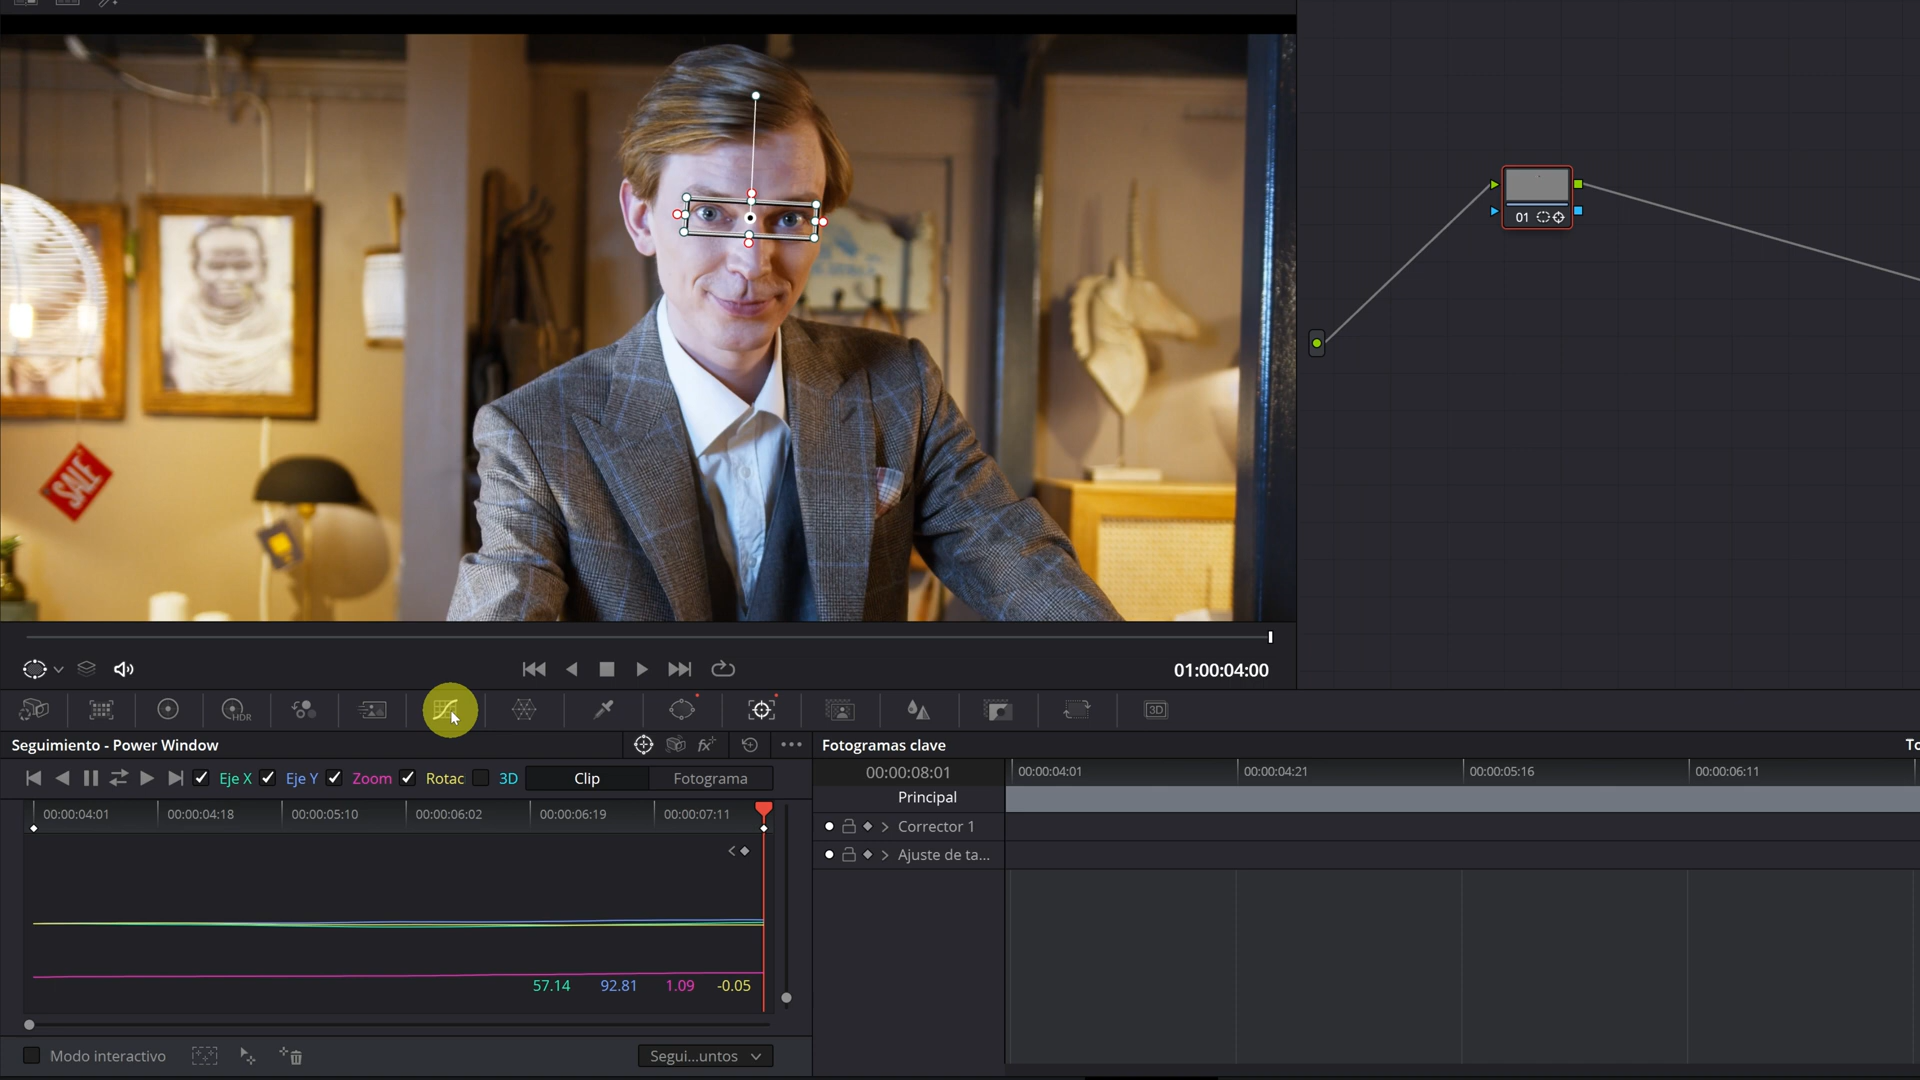 SALE
01
01:00:04:00
HDR
3D
Seguimiento - Power Window
fx
Fotogramas clave
To
Eje X
Eje Y
Zoom
Rotac
3D
Clip
Fotograma
00:00:08:01
00:00:04:01
00:00:04:21
00:00:05:16
00:00:06:11
Principal
00:00:04:01
00:00:04:18
00:00:05:10
00:00:06:02
00:00:06:19
00:00:07:11
Corrector 1
Ajuste de ta...
57.14
92.81
1.09
-0.05
Modo interactivo
Segui...untos